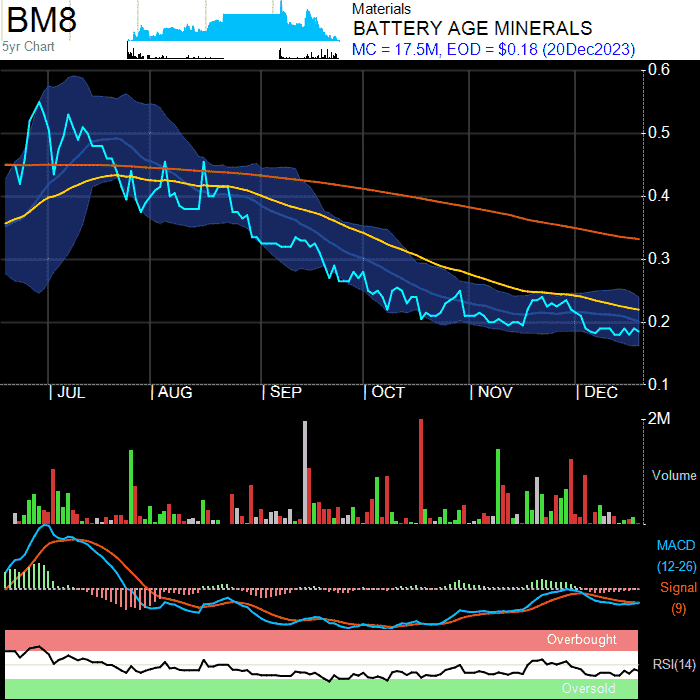 BM8
5yr Chart
Materials
BATTERY AGE MINERALS
MC = 17.5M, EOD = $0.18 (20Dec2023)
0.6
0.5
0.4
0.3
0.2
0.1
| JUL | AUG | SEP | OCT | NOV | DEC
2M
Volume
MACD
(12-26)
Signal
(9)
Overbought
RSI(14)
Oversold